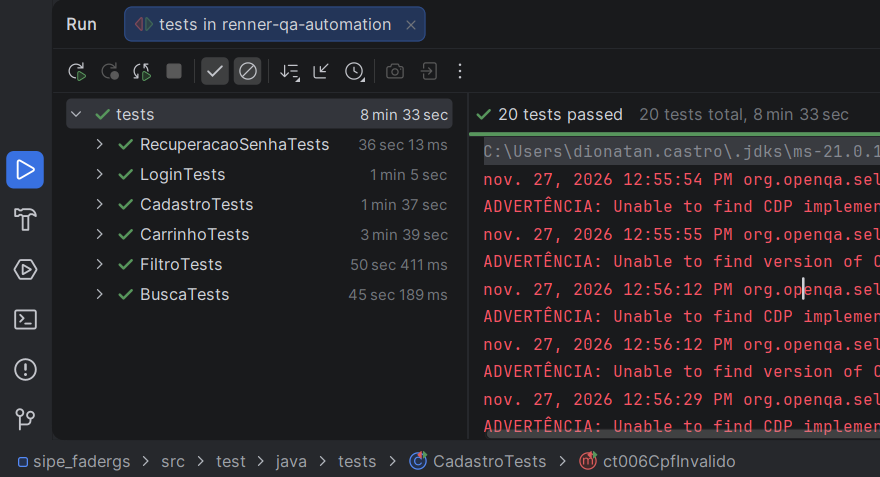 Run tests in renner-qa-automation
tests 8 min 33 sec
RecuperacaoSenhaTests 36 sec 13 ms
LoginTests 1 min 5 sec
CadastroTests 1 min 37 sec
CarrinhoTests 3 min 39 sec
FiltroTests 50 sec 411 ms
BuscaTests 45 sec 189 ms
20 tests passed 20 tests total, 8 min 33 sec
C:\Users\dionatan.castro\.jdks\ms-21.0.1
nov. 27, 2026 12:55:54 PM org.openqa.sel
ADVERTÊNCIA: Unable to find CDP implemen
nov. 27, 2026 12:55:55 PM org.openqa.sel
ADVERTÊNCIA: Unable to find version of C
nov. 27, 2026 12:56:12 PM org.openqa.sel
ADVERTÊNCIA: Unable to find CDP implemen
nov. 27, 2026 12:56:12 PM org.openqa.sel
ADVERTÊNCIA: Unable to find version of C
nov. 27, 2026 12:56:29 PM org.openqa.sel
ADVERTÊNCIA: Unable to find CDP implemen
sipe_fadergs > src > test > java > tests > CadastroTests > ct006CpfInvalido